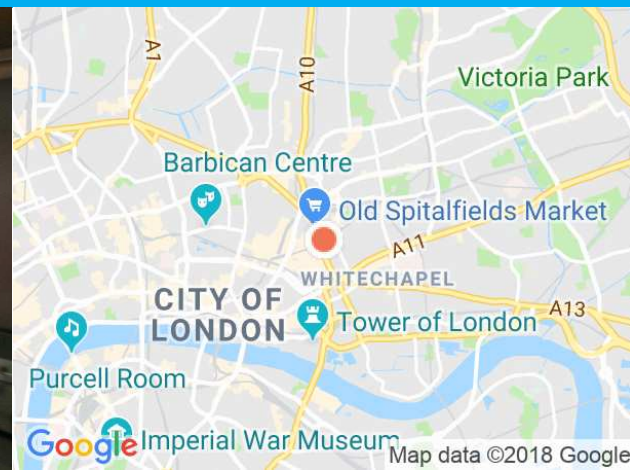 A1
A10
Victoria Park
Barbican Centre
Old Spitalfields Market
A11
WHITECHAPEL
CITY OF
LONDON
A13
Tower of London
Purcell Room
Google
Imperial War Museum
Map data ©2018 Google